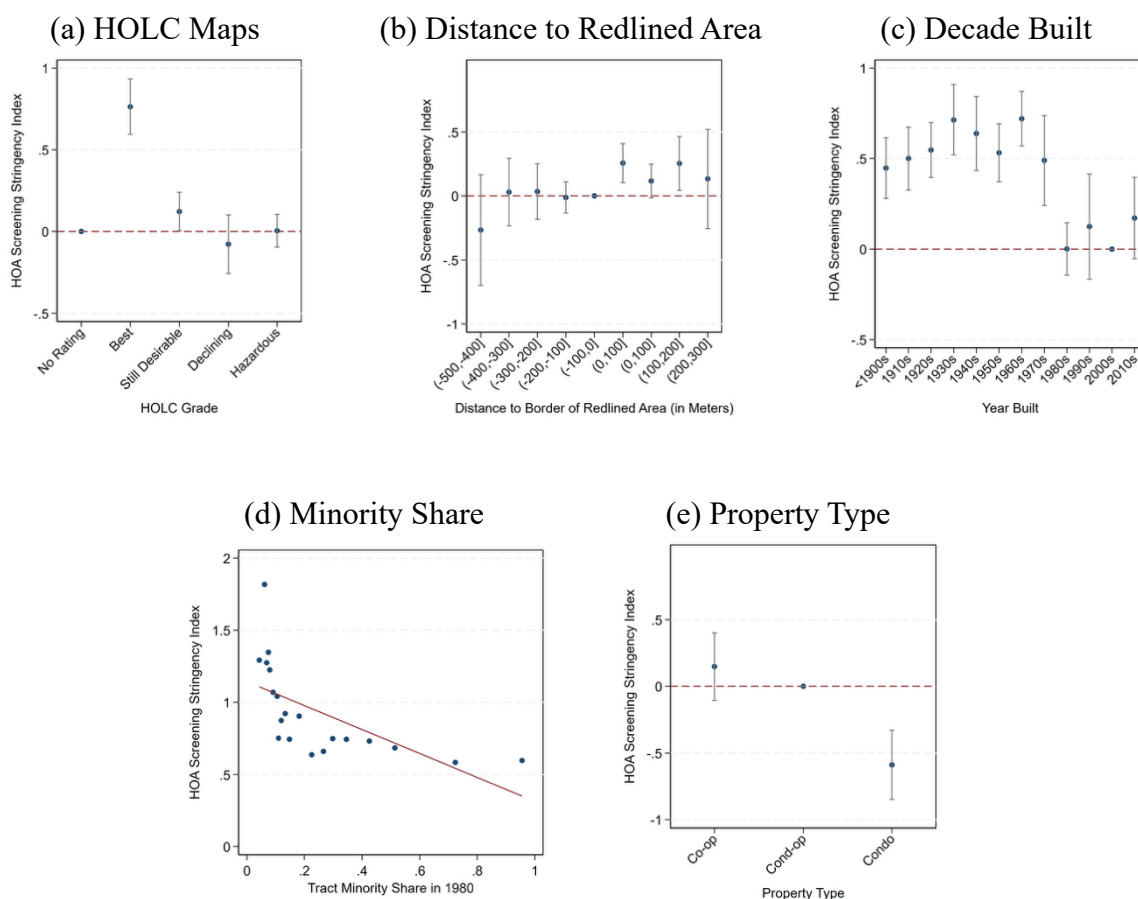 (a) HOLC Maps
HOA Screening Stringency Index
1
.5
0
-.5
No Rating
Best
Still Desirable
Declining
Hazardous
HOLC Grade
(b) Distance to Redlined Area
HOA Screening Stringency Index
.5
0
-.5
-1
(-500,-400]
(-400,-300]
(-300,-200]
(-200,-100]
(-100,0]
(0,100]
(0,100]
(100,200]
(200,300]
Distance to Border of Redlined Area (in Meters)
(c) Decade Built
HOA Screening Stringency Index
1
.5
0
-.5
<1900s
1910s
1920s
1930s
1940s
1950s
1960s
1970s
1980s
1990s
2000s
2010s
Year Built
(d) Minority Share
HOA Screening Stringency Index
2
1.5
1
.5
0
0
.2
.4
.6
.8
1
Tract Minority Share in 1980
(e) Property Type
HOA Screening Stringency Index
.5
0
-.5
-1
Co-op
Cond-op
Condo
Property Type